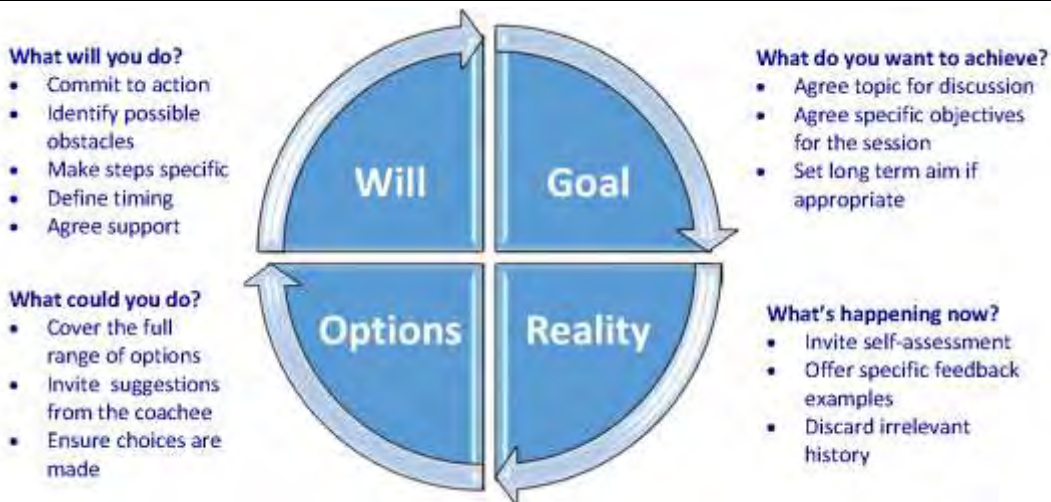 What will you do?
• Commit to action
• Identify possible
obstacles
• Make steps specific
• Define timing
• Agree support
What could you do?
• Cover the full
range of options
• Invite suggestions
from the coachee
• Ensure choices are
made
Will
Goal
Options
Reality
What do you want to achieve?
• Agree topic for discussion
• Agree specific objectives
for the session
• Set long term aim if
appropriate
What's happening now?
• Invite self-assessment
• Offer specific feedback
examples
• Discard irrelevant
history